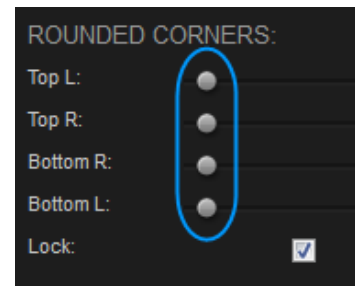 ROUNDED CORNERS:
Top L:
Top R:
Bottom R:
Bottom L:
Lock: